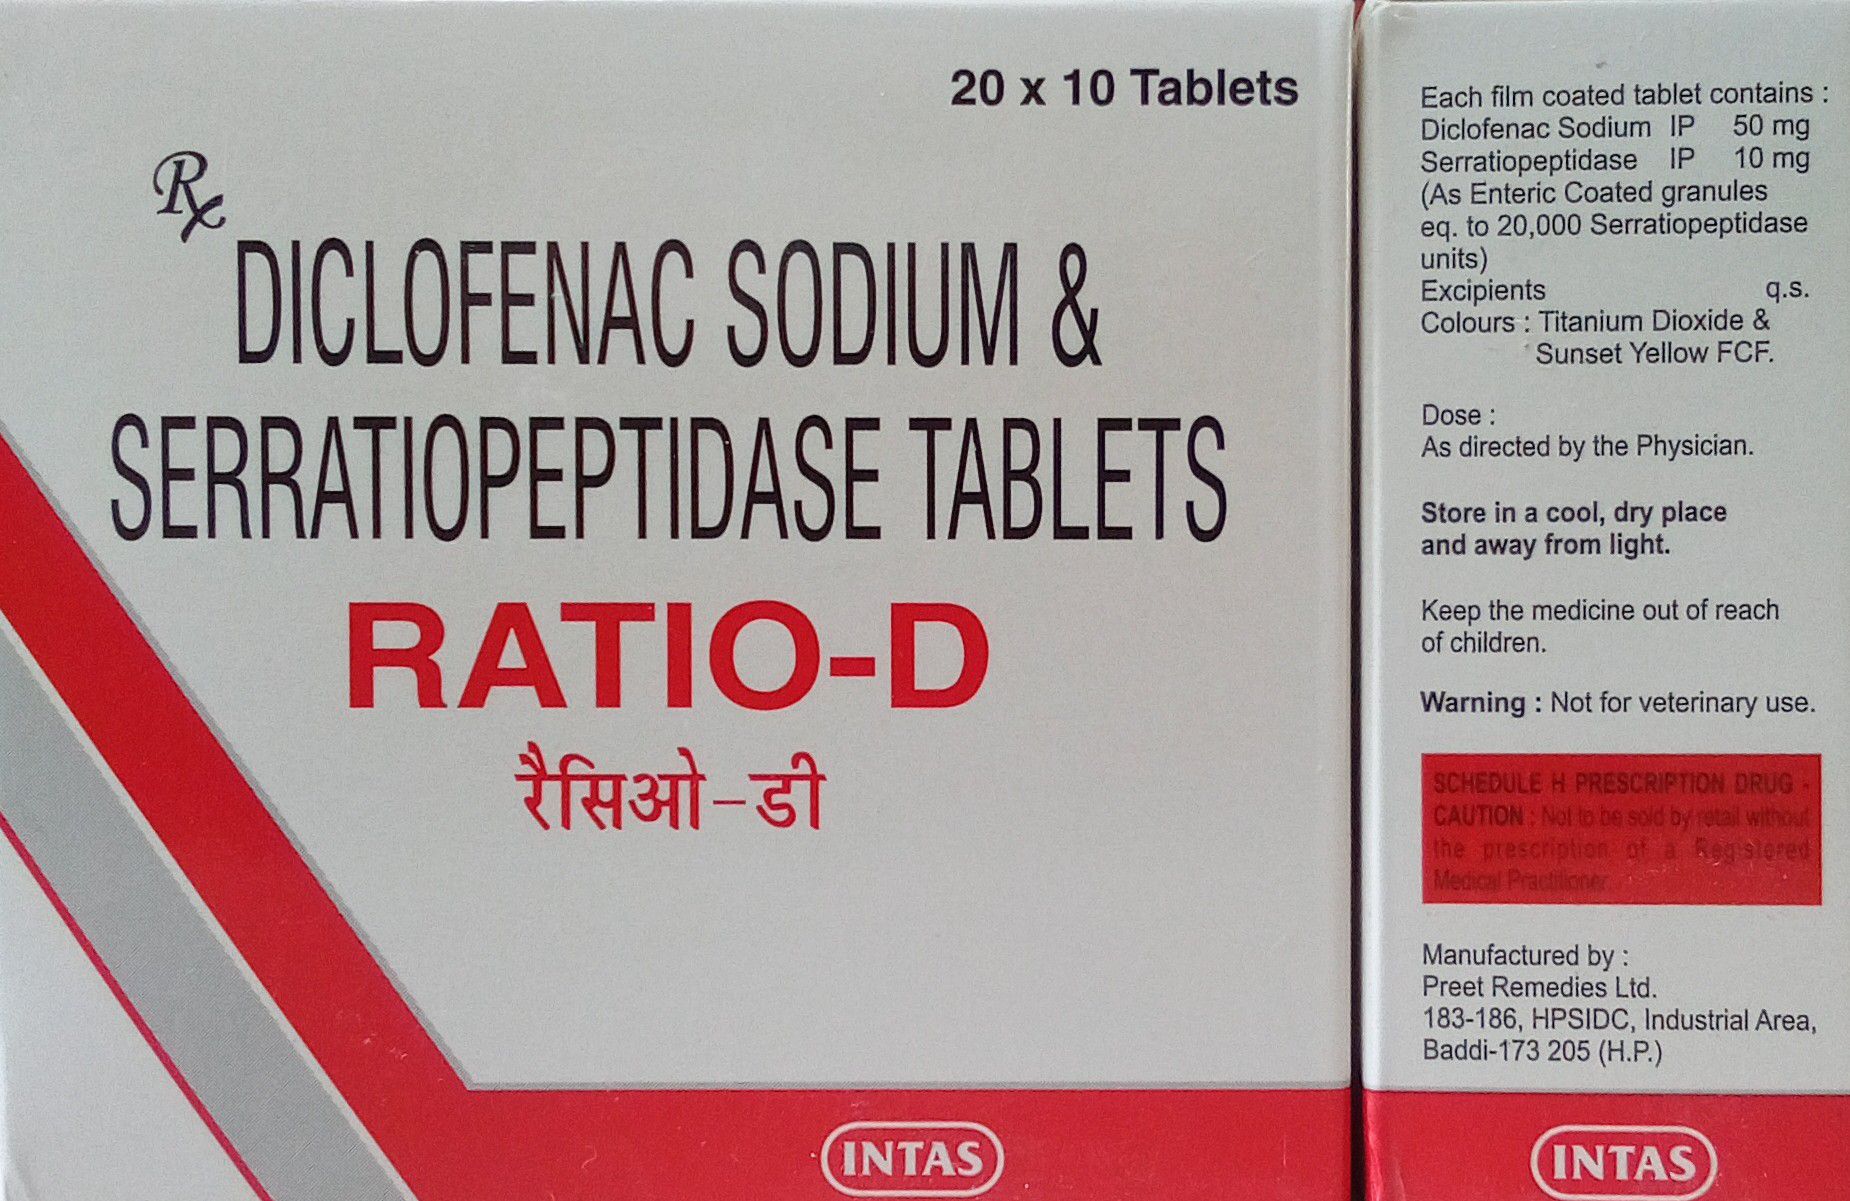 20 x 10 Tablets
Rx
DICLOFENAC SODIUM &
SERRATIOPEPTIDASE TABLETS
RATIO-D
रैसिओ-डी
INTAS
Each film coated tablet contains :
Diclofenac Sodium IP 50 mg
Serratiopeptidase IP 10 mg
(As Enteric Coated granules
eq. to 20,000 Serratiopeptidase
units)
Excipients q.s.
Colours : Titanium Dioxide &
Sunset Yellow FCF.
Dose :
As directed by the Physician.
Store in a cool, dry place
and away from light.
Keep the medicine out of reach
of children.
Warning : Not for veterinary use.
SCHEDULE H PRESCRIPTION DRUG -
CAUTION : Not to be sold by retail without
the prescription of a Registered
Medical Practitioner.
Manufactured by :
Preet Remedies Ltd.
183-186, HPSIDC, Industrial Area,
Baddi-173 205 (H.P.)
INTAS